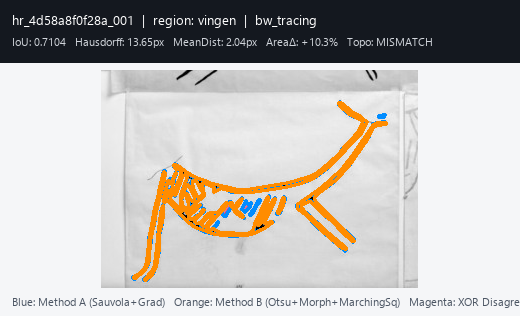 hr_4d58a8f0f28a_001 | region: vingen | bw_tracing
IoU: 0.7104 Hausdorff: 13.65px MeanDist: 2.04px AreaΔ: +10.3% Topo: MISMATCH
Blue: Method A (Sauvola+Grad) Orange: Method B (Otsu+Morph+MarchingSq) Magenta: XOR Disagre